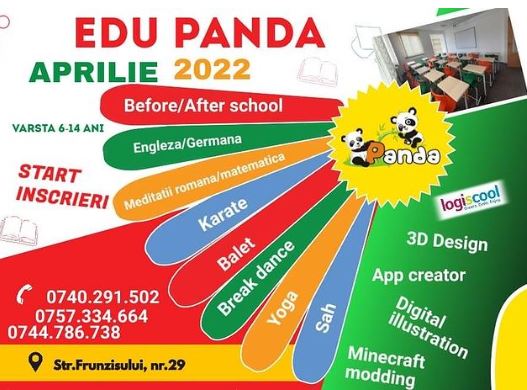 EDU PANDA
APRILIE 2022
Before/After school
VARSTA 6-14 ANI
Engleza/Germana
START
INSCRIERI
Meditatii romana/matematica
Karate
Balet
Break dance
Yoga
Sah
Panda
logiscool
3D Design
App creator
Digital
illustration
Minecraft
modding
0740.291.502
0757.334.664
0744.786.738
Str.Frunzisului, nr.29